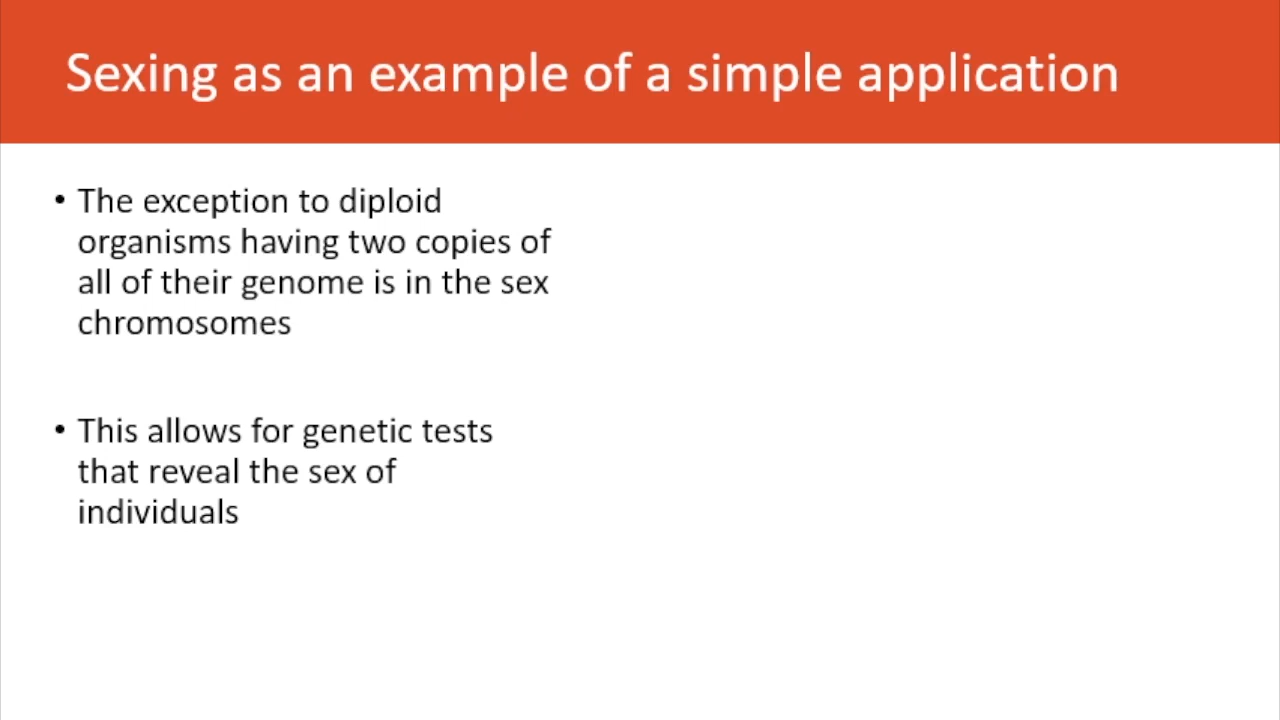 Sexing as an example of a simple application
• The exception to diploid
organisms having two copies of
all of their genome is in the sex
chromosomes
• This allows for genetic tests
that reveal the sex of
individuals